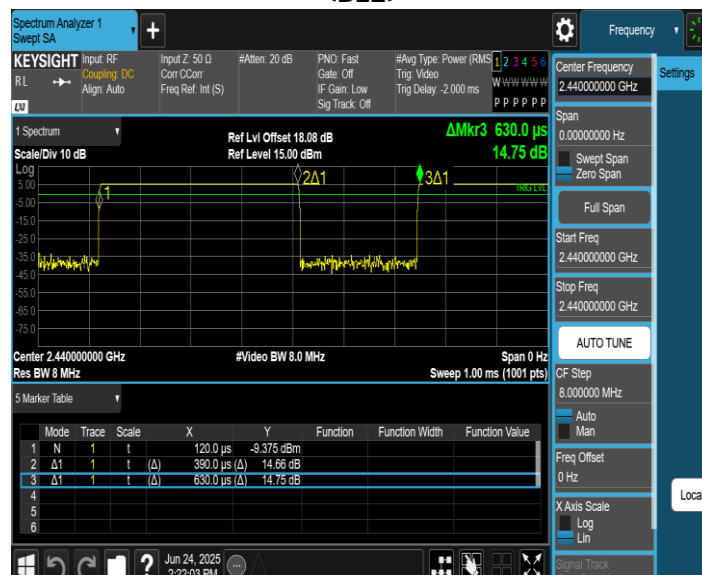 Spectrum Analyzer 1
Swept SA
+
Frequency
KEYSIGHT
RL
LXI
Input: RF
Coupling: DC
Align: Auto
Input Z: 50 Ω
Corr CCorr
Freq Ref: Int (S)
#Atten: 20 dB
PNO: Fast
Gate: Off
IF Gain: Low
Sig Track: Off
#Avg Type: Power (RMS
Trig: Video
Trig Delay: -2.000 ms
1 2 3 4 5 6
W W W W W W
P P P P P P
1 Spectrum
Scale/Div 10 dB
Ref Lvl Offset 18.08 dB
Ref Level 15.00 dBm
ΔMkr3 630.0 µs
14.75 dB
Log
5.00
-5.00
-15.0
-25.0
-35.0
-45.0
-55.0
-65.0
-75.0
1
2Δ1
3Δ1
TRIG LVL
Center 2.440000000 GHz
#Video BW 8.0 MHz
Span 0 Hz
Res BW 8 MHz
Sweep 1.00 ms (1001 pts)
5 Marker Table
Mode Trace Scale X Y Function Function Width Function Value
1 N 1 t 120.0 µs -9.375 dBm
2 Δ1 1 t (Δ) 390.0 µs (Δ) 14.66 dB
3 Δ1 1 t (Δ) 630.0 µs (Δ) 14.75 dB
4
5
6
Jun 24, 2025
2:22:03 PM
?
Center Frequency
2.440000000 GHz
Span
0.00000000 Hz
Swept Span
Zero Span
Full Span
Start Freq
2.440000000 GHz
Stop Freq
2.440000000 GHz
AUTO TUNE
CF Step
8.000000 MHz
Auto
Man
Freq Offset
0 Hz
X Axis Scale
Log
Lin
Signal Track
Settings
Loca